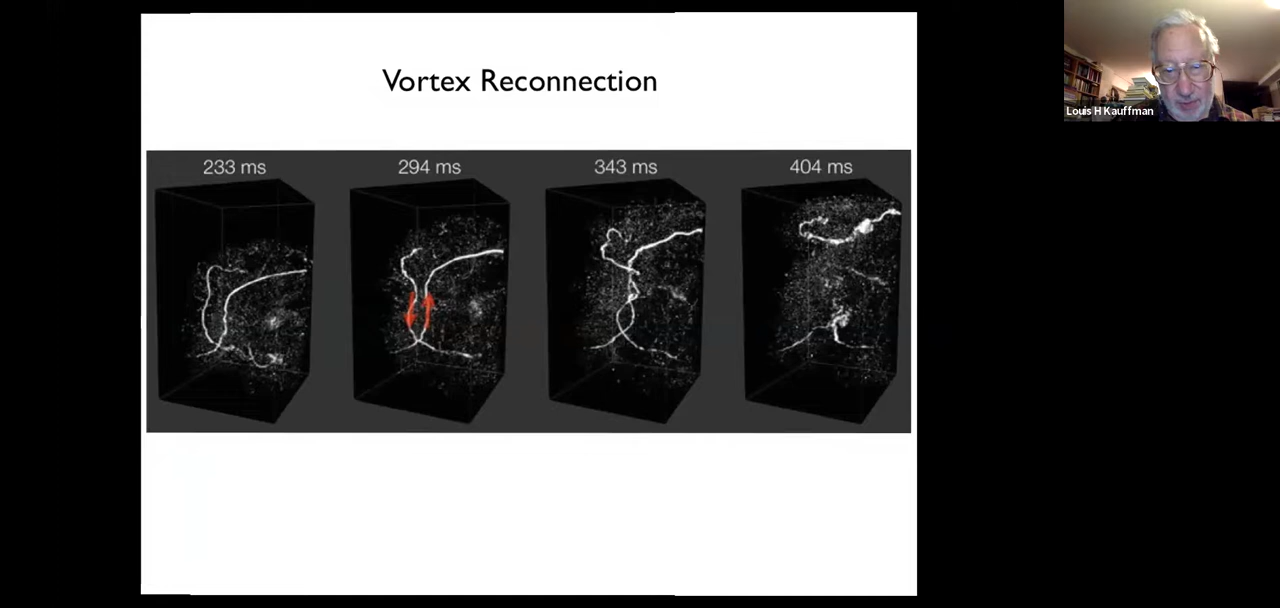 Vortex Reconnection
233 ms
294 ms
343 ms
404 ms
Louis H Kauffman